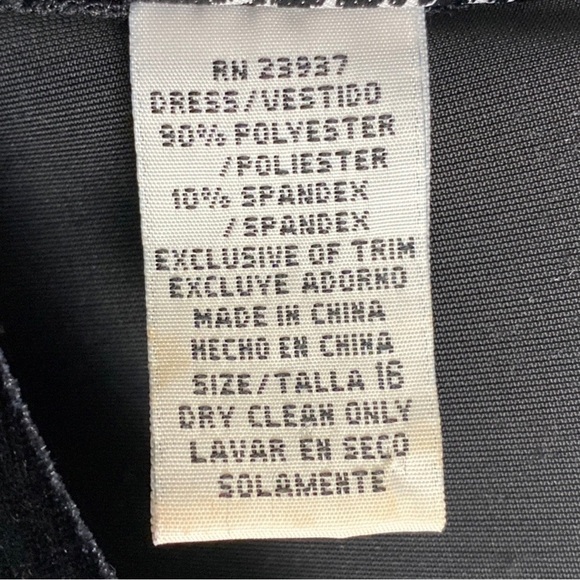 RN 23937
DRESS/VESTIDO
90% POLYESTER
/POLIESTER
10% SPANDEX
/SPANDEX
EXCLUSIVE OF TRIM
EXCLUYE ADORNO
MADE IN CHINA
HECHO EN CHINA
SIZE/TALLA 16
DRY CLEAN ONLY
LAVAR EN SECO
SOLAMENTE